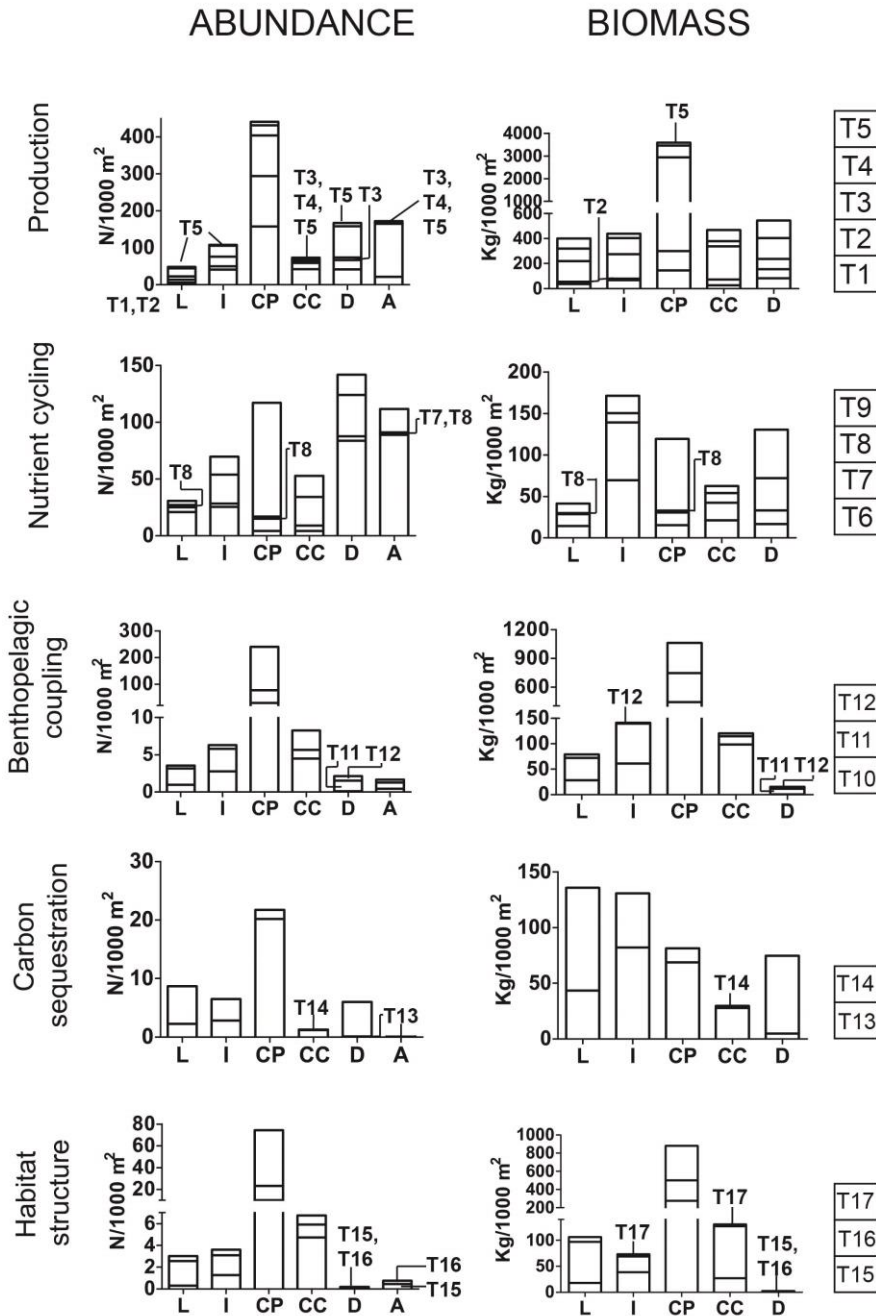 ABUNDANCE BIOMASS
Production
N/1000 m²
400
300
200
100
0
T5
T3,
T4,
T5
T5
T3
T3,
T4,
T5
T1,T2
L I CP CC D A
Kg/1000 m²
4000
3000
2000
600
400
200
0
T5
T2
L I CP CC D
T5
T4
T3
T2
T1
Nutrient cycling
N/1000 m²
150
100
50
0
T8
T8
T7,T8
L I CP CC D A
Kg/1000 m²
200
150
100
50
0
T8
T8
L I CP CC D
T9
T8
T7
T6
Benthopelagic
coupling
N/1000 m²
300
200
100
10
5
0
T11
T12
L I CP CC D A
Kg/1000 m²
1200
900
600
150
100
50
0
T12
T11
T12
L I CP CC D
T12
T11
T10
Carbon
sequestration
N/1000 m²
30
20
10
0
T14
T13
L I CP CC D A
Kg/1000 m²
150
100
50
0
T14
L I CP CC D
T14
T13
Habitat
structure
N/1000 m²
80
60
40
20
6
4
2
0
T15,
T16
T16
T15
L I CP CC D A
Kg/1000 m²
1000
800
600
400
200
100
50
0
T17
T17
T15,
T16
L I CP CC D
T17
T16
T15